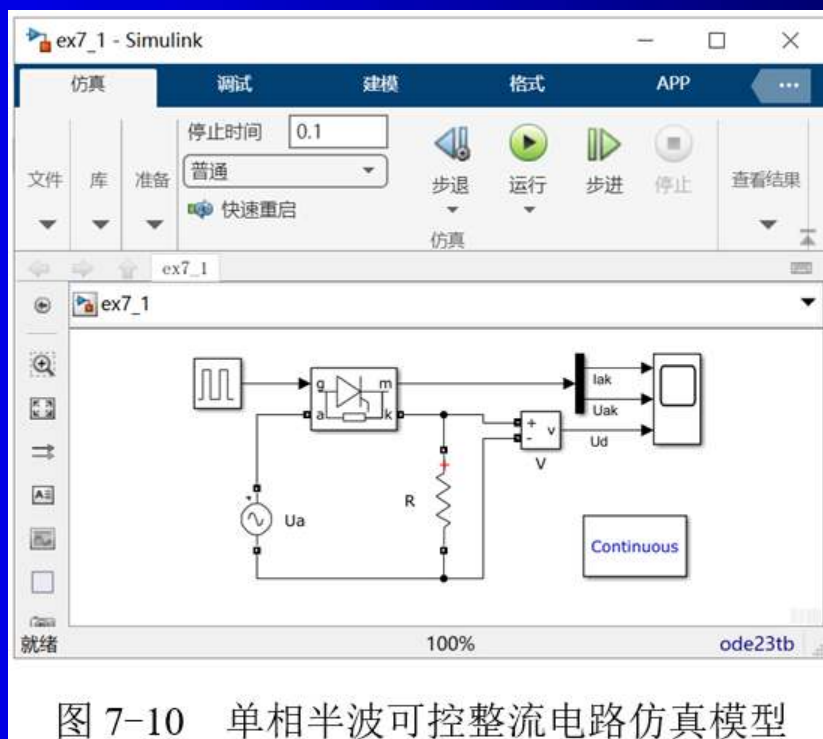 ex7_1 - Simulink
仿真 调试 建模 格式 APP
停止时间 0.1
普通
快速重启
文件 库 准备 步退 运行 步进 停止 查看结果
仿真
ex7_1
ex7_1
g m
a k
Iak
Uak
Ud
+ v
-
V
R
Ua
Continuous
就绪 100% ode23tb
图 7-10 单相半波可控整流电路仿真模型